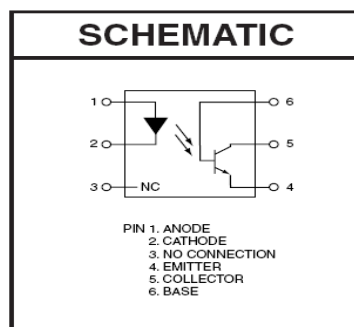 SCHEMATIC
1 6
2 5
3 NC 4
PIN 1. ANODE
2. CATHODE
3. NO CONNECTION
4. EMITTER
5. COLLECTOR
6. BASE